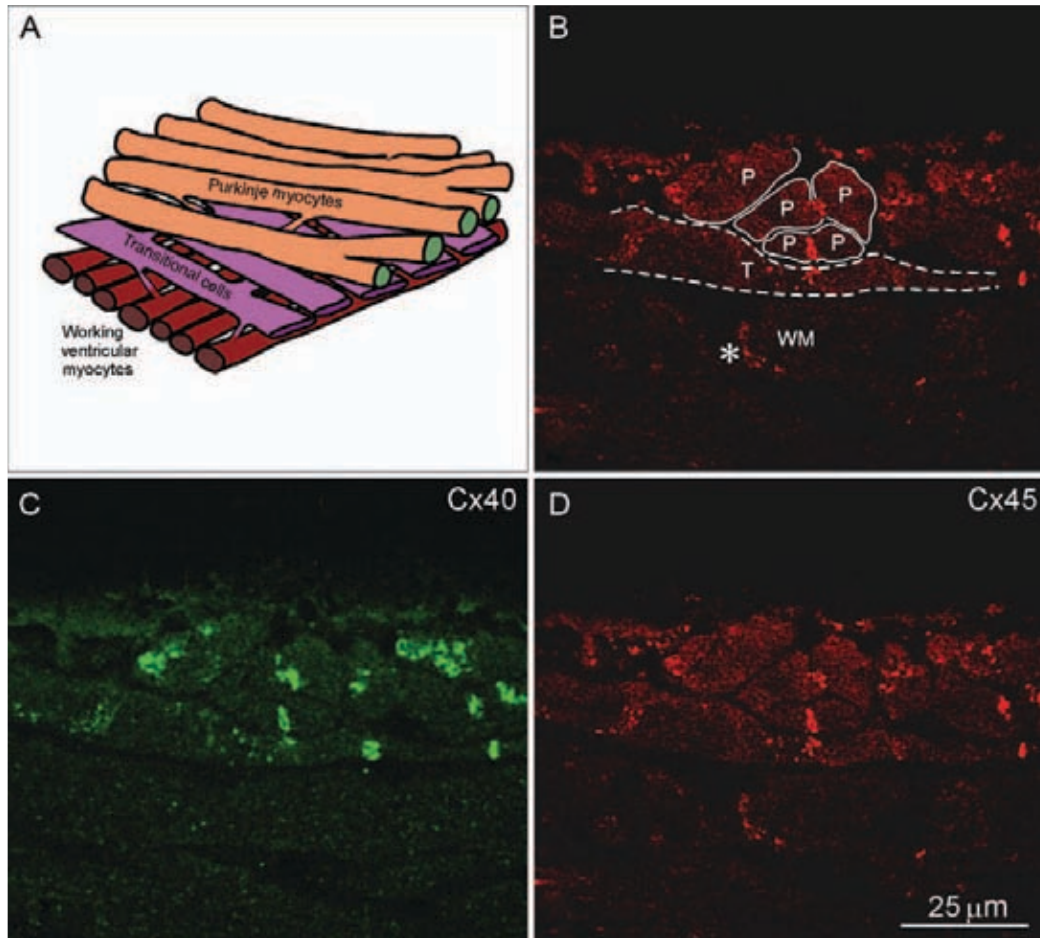 A
Purkinje myocytes
Transitional cells
Working
ventricular
myocytes
B
P
P
P
P
P
T
WM
*
C
Cx40
D
Cx45
25 µm